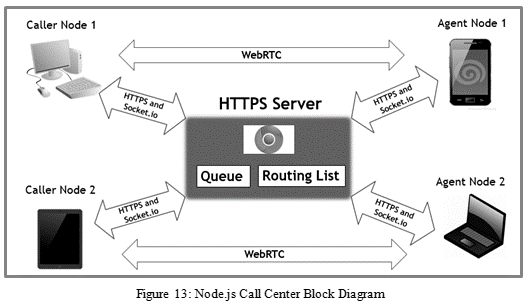 Caller Node 1
Agent Node 1
WebRTC
HTTPS and
Socket.io
HTTPS and
Socket.io
HTTPS Server
Queue
Routing List
Caller Node 2
Agent Node 2
HTTPS and
Socket.io
HTTPS and
Socket.io
WebRTC
Figure 13: Node.js Call Center Block Diagram